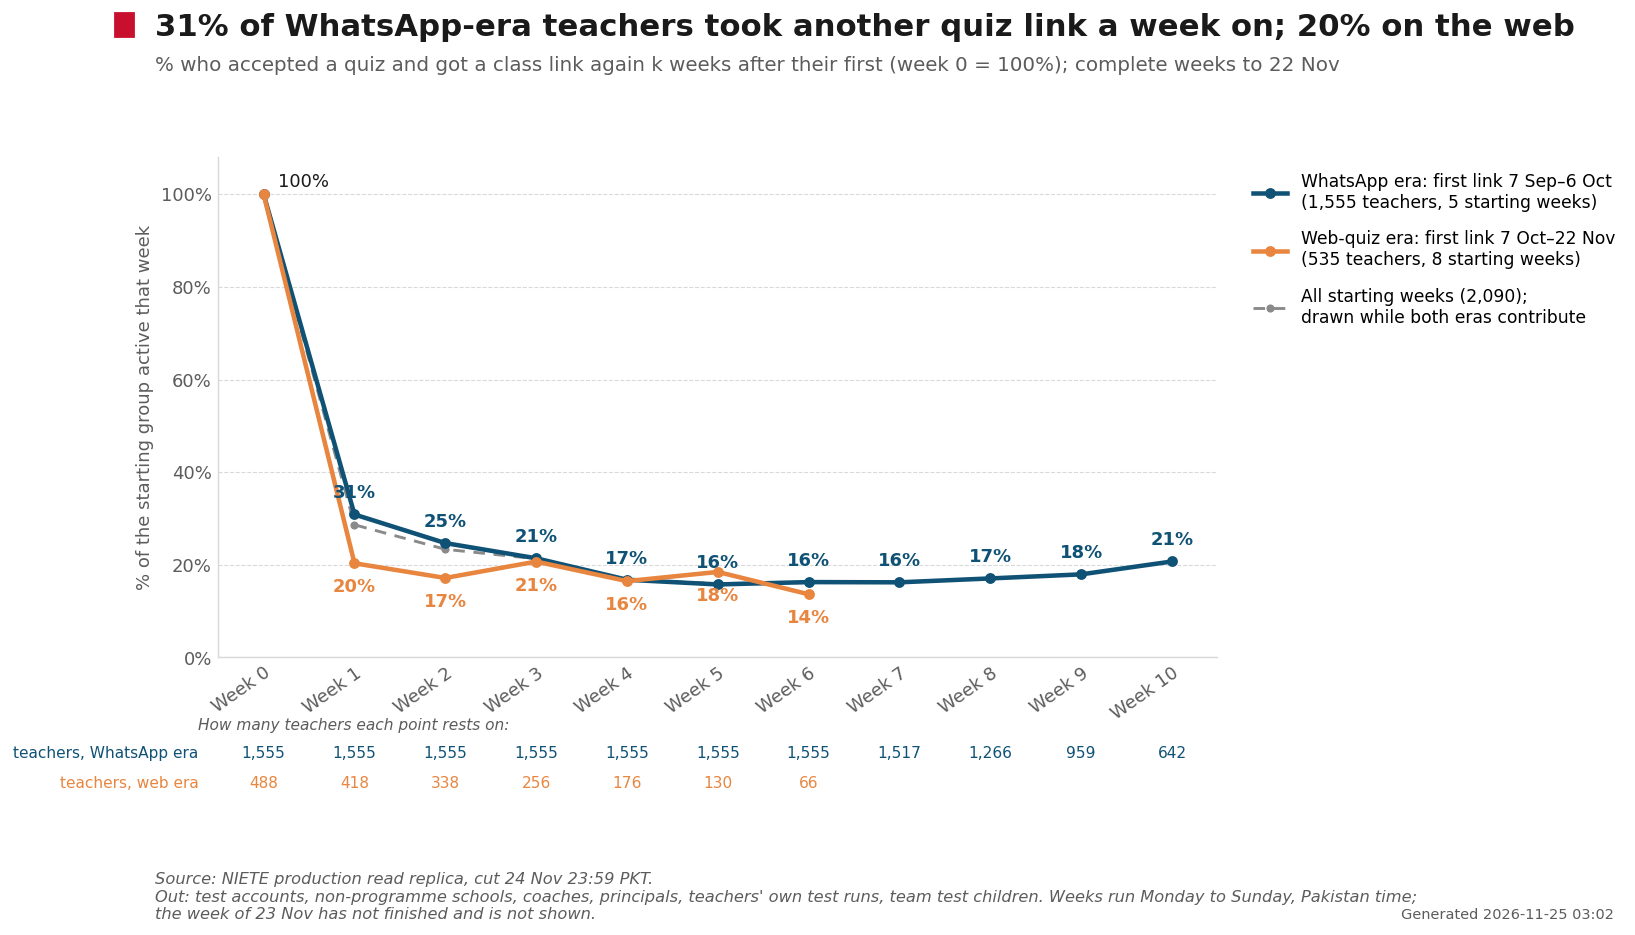 31% of WhatsApp-era teachers took another quiz link a week on; 20% on the web
% who accepted a quiz and got a class link again k weeks after their first (week 0 = 100%); complete weeks to 22 Nov
% of the starting group active that week
100%
80%
60%
40%
20%
0%
100%
31%
25%
21%
17%
16%
16%
16%
17%
18%
21%
20%
17%
21%
16%
18%
14%
WhatsApp era: first link 7 Sep–6 Oct
(1,555 teachers, 5 starting weeks)
Web-quiz era: first link 7 Oct–22 Nov
(535 teachers, 8 starting weeks)
All starting weeks (2,090);
drawn while both eras contribute
Week 0
Week 1
Week 2
Week 3
Week 4
Week 5
Week 6
Week 7
Week 8
Week 9
Week 10
How many teachers each point rests on:
teachers, WhatsApp era 1,555 1,555 1,555 1,555 1,555 1,555 1,555 1,517 1,266 959 642
teachers, web era 488 418 338 256 176 130 66
Source: NIETE production read replica, cut 24 Nov 23:59 PKT.
Out: test accounts, non-programme schools, coaches, principals, teachers' own test runs, team test children. Weeks run Monday to Sunday, Pakistan time;
the week of 23 Nov has not finished and is not shown.
Generated 2026-11-25 03:02